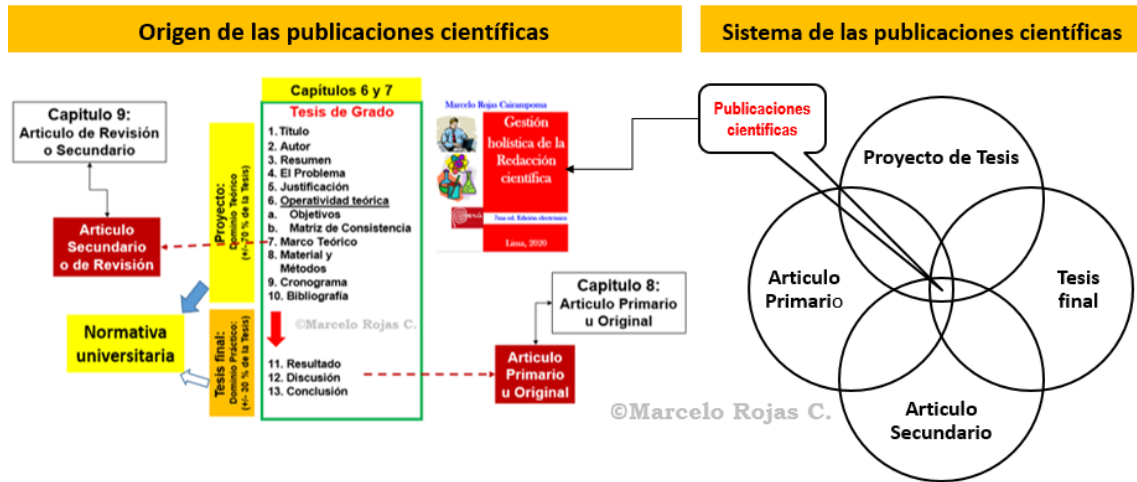 Origen de las publicaciones científicas
Sistema de las publicaciones científicas
Capitulo 9:
Articulo de Revisión
o Secundario
Articulo
Secundario
o de Revisión
Normativa
universitaria
Proyecto:
Dominio Teórico
(+/-70 % de la Tesis)
Tesis final:
Dominio Práctico:
(+/- 30 % de la Tesis)
Capítulos 6 y 7
Tesis de Grado
1. Título
2. Autor
3. Resumen
4. El Problema
5. Justificación
6. Operatividad teórica
a. Objetivos
b. Matriz de Consistencia
7. Marco Teórico
8. Material y
Métodos
9. Cronograma
10. Bibliografía
©Marcelo Rojas C.
11. Resultado
12. Discusión
13. Conclusión
Marcelo Rojas Cairampoma
Gestión
holística de la
Redacción
científica
7ma ed. Edición electrónica
Lima, 2020
Capitulo 8:
Articulo Primario
u Original
Articulo
Primario
u Original
Publicaciones
científicas
Proyecto de Tesis
Articulo
Primario
Tesis
final
Articulo
Secundario
©Marcelo Rojas C.